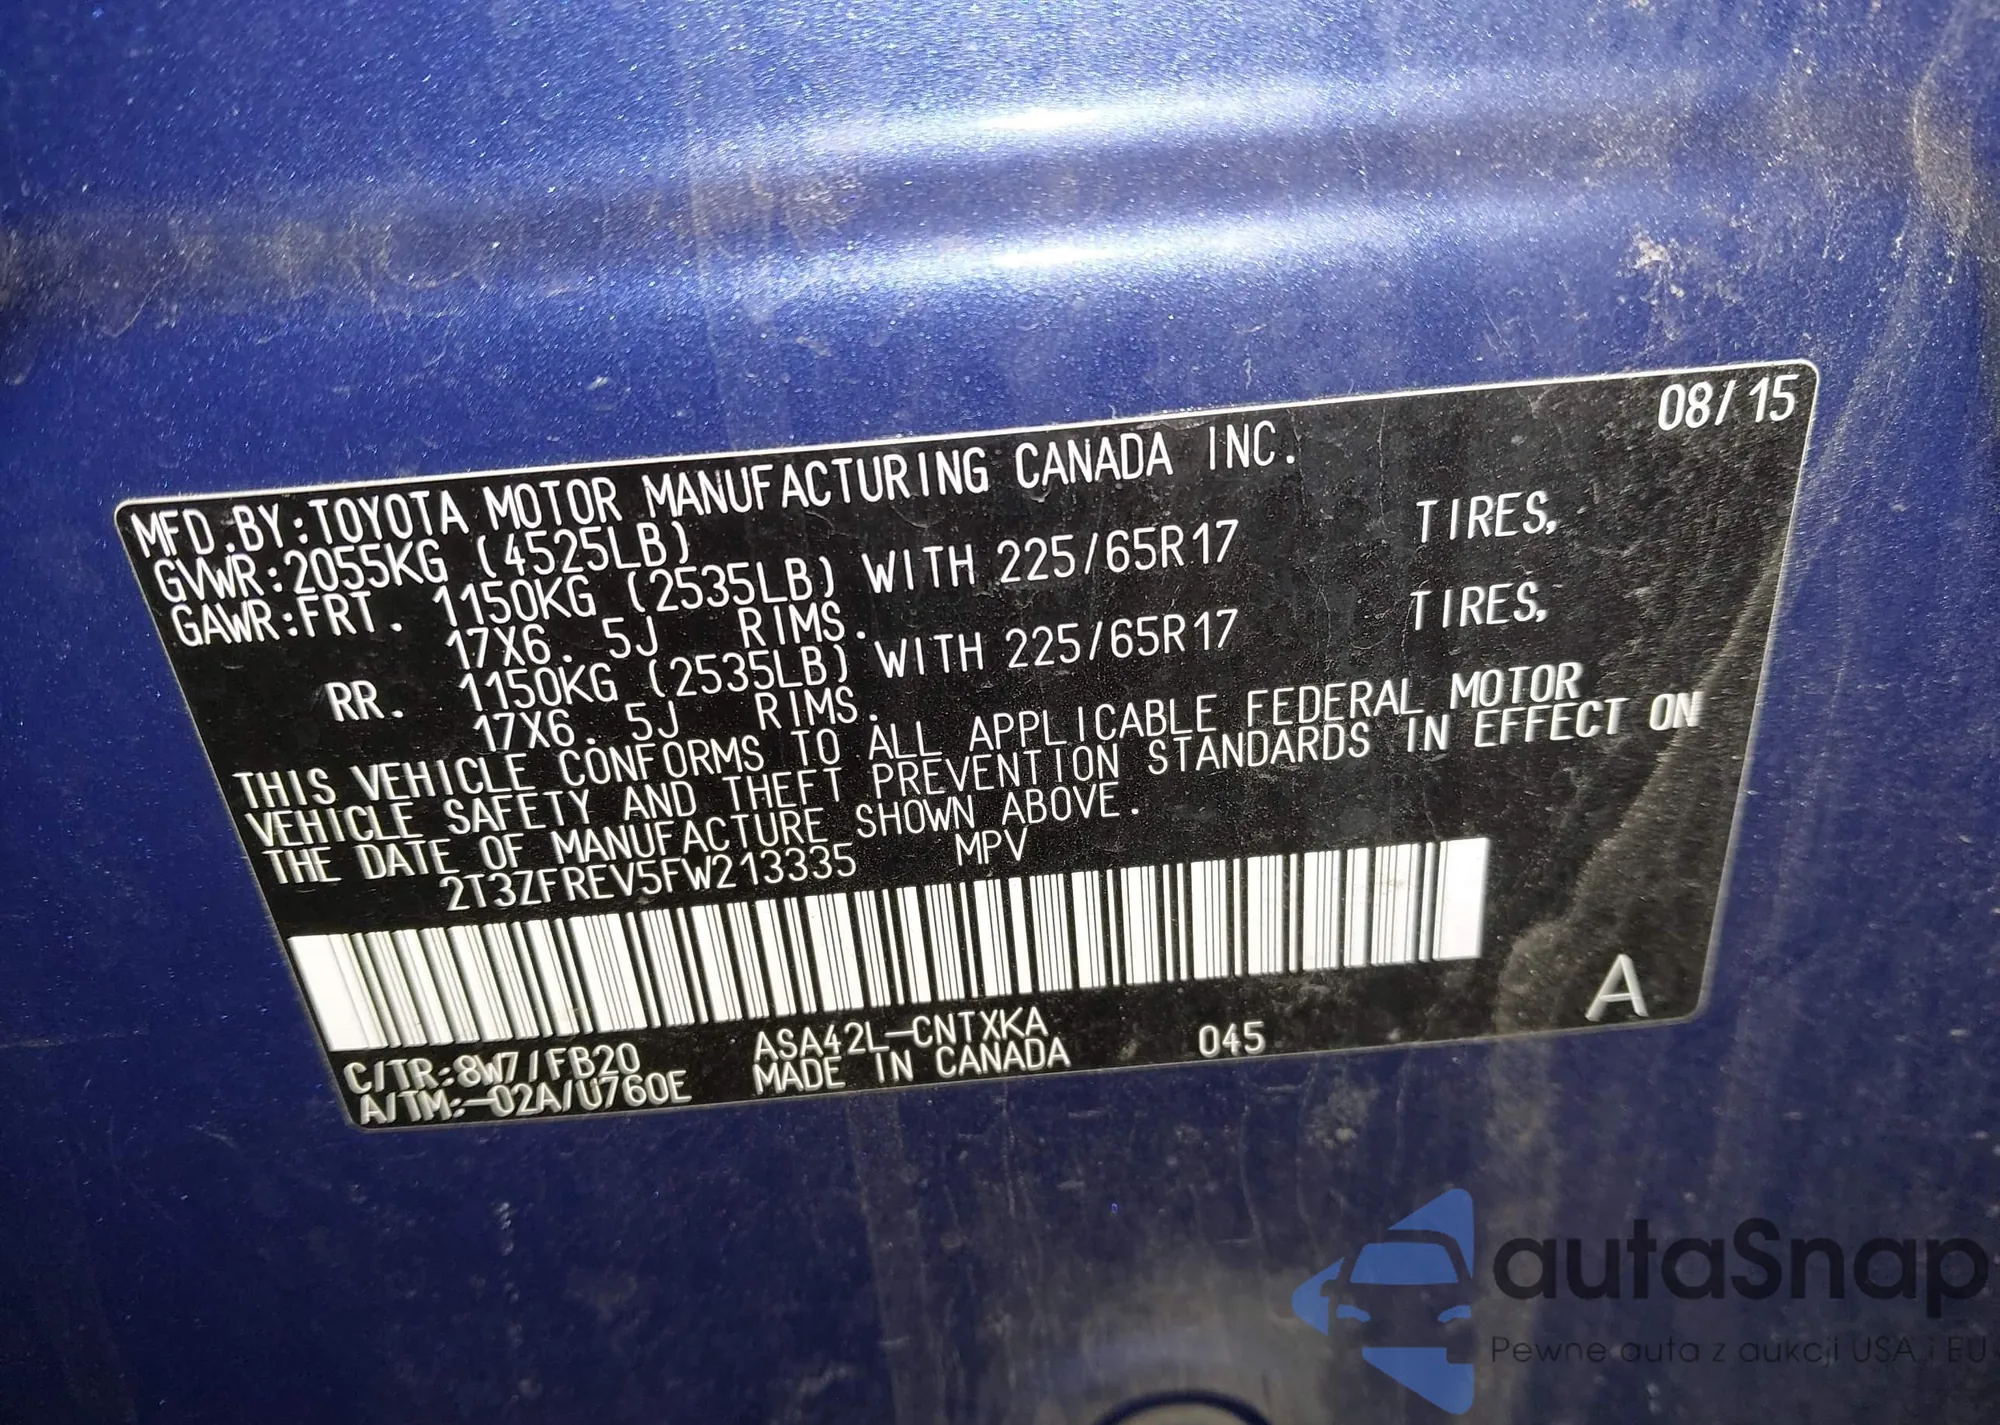 08/15
MFD.BY:TOYOTA MOTOR MANUFACTURING CANADA INC.
GVWR:2055KG (4525LB)
GAWR:FRT. 1150KG (2535LB) WITH 225/65R17 TIRES,
17X6.5J RIMS.
RR. 1150KG (2535LB) WITH 225/65R17 TIRES,
17X6.5J RIMS.
THIS VEHICLE CONFORMS TO ALL APPLICABLE FEDERAL MOTOR
VEHICLE SAFETY AND THEFT PREVENTION STANDARDS IN EFFECT ON
THE DATE OF MANUFACTURE SHOWN ABOVE.
2T3ZFREV5FW213335 MPV
C/TR:8W7/FB20 ASA42L-CNTXKA 045 A
A/TM:-02A/U760E MADE IN CANADA
autaSnap
Pewne auta z aukcji USA i EU